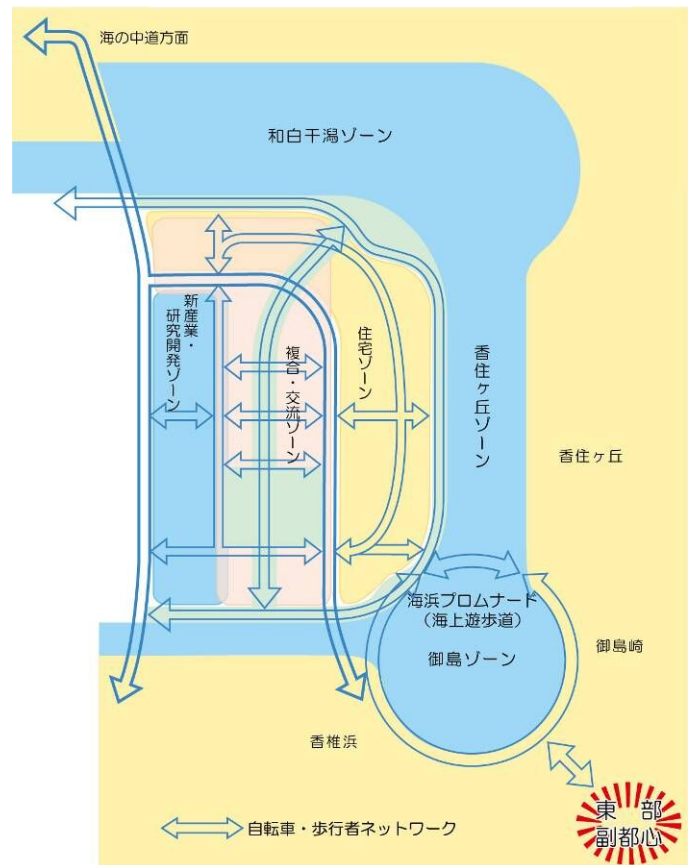 海の中道方面
和白干潟ゾーン
新産業・
研究開発ゾーン
複合・交流ゾーン
住宅ゾーン
香住ヶ丘ゾーン
香住ヶ丘
海浜プロムナード
（海上遊歩道）
御島ゾーン
御島崎
香椎浜
東部
副都心
自転車・歩行者ネットワーク